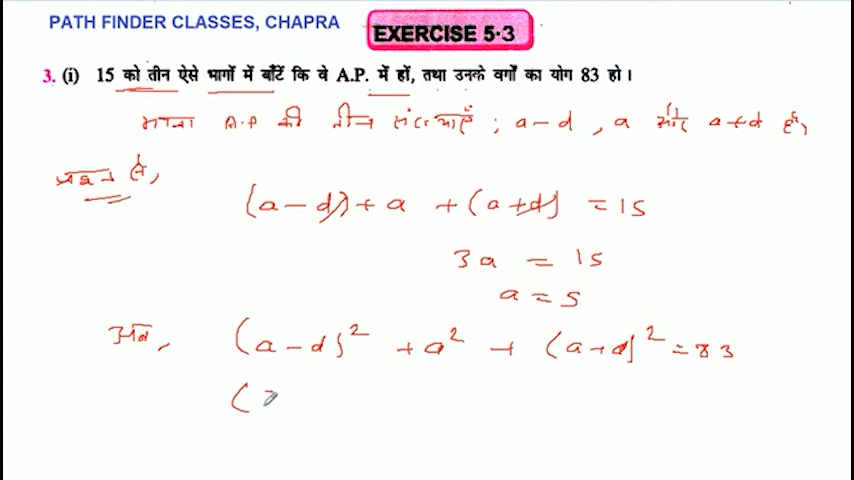 PATH FINDER CLASSES, CHAPRA
EXERCISE 5·3
3. (i) 15 को तीन ऐसे भागों में बाँटें कि वे A.P. में हों, तथा उनके वर्गों का योग 83 हो।
माना A.P की तीन संख्याएँ ; a-d , a और a+d हैं,
प्रश्न से,
(a-d) + a + (a+d) = 15
3a = 15
a = 5
अब,
(a-d)² + a² + (a+d)² = 83
(